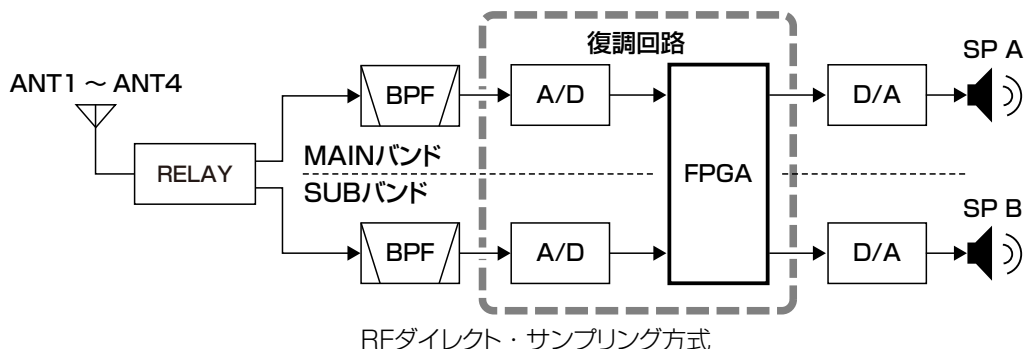 復調回路
SP A
ANT1 ~ ANT4
BPF
A/D
D/A
MAINバンド
RELAY
FPGA
SUBバンド
SP B
BPF
A/D
D/A
RFダイレクト・サンプリング方式